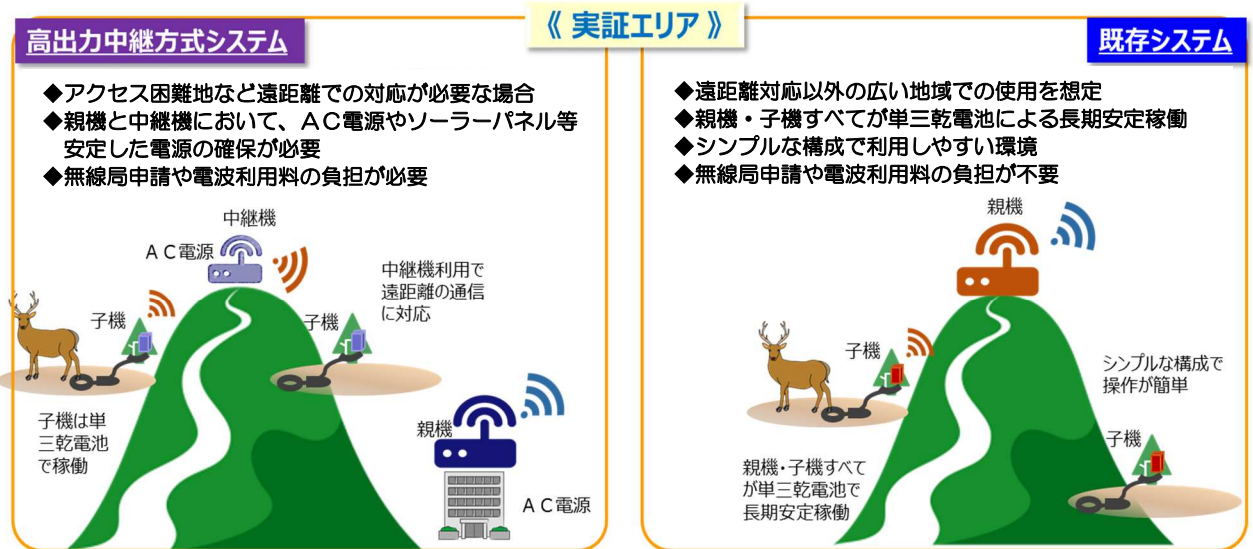 《 実証エリア 》
高出力中継方式システム
◆アクセス困難地など遠距離での対応が必要な場合
◆親機と中継機において、ＡＣ電源やソーラーパネル等
安定した電源の確保が必要
◆無線局申請や電波利用料の負担が必要
中継機
ＡＣ電源
中継機利用で
遠距離の通信
に対応
子機
子機
子機は単
三乾電池
で稼働
親機
ＡＣ電源
既存システム
◆遠距離対応以外の広い地域での使用を想定
◆親機・子機すべてが単三乾電池による長期安定稼働
◆シンプルな構成で利用しやすい環境
◆無線局申請や電波利用料の負担が不要
親機
子機
シンプルな構成で
操作が簡単
子機
親機・子機すべて
が単三乾電池で
長期安定稼働